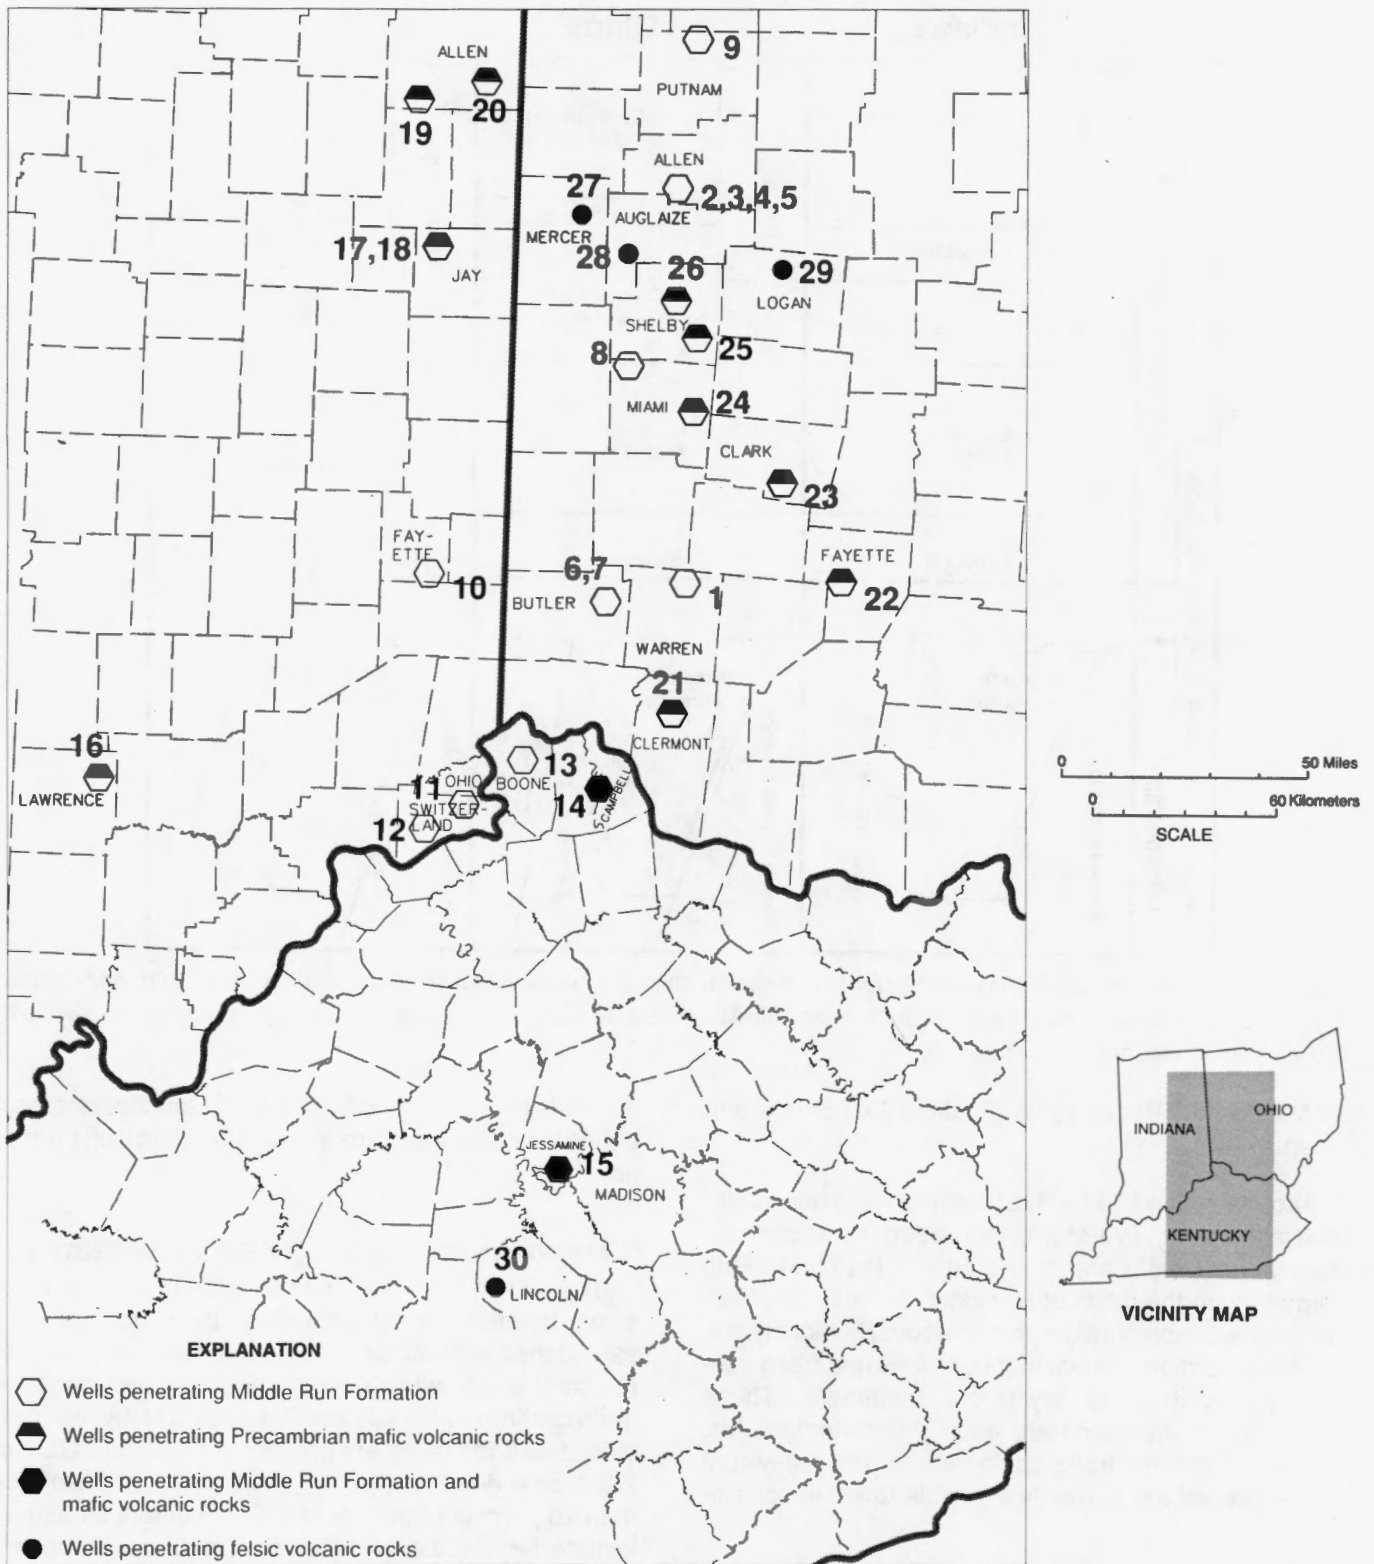 9
ALLEN
PUTNAM
20
19
ALLEN
27
2,3,4,5
AUGLAIZE
MERCER
17,18
28
26
29
JAY
LOGAN
SHELBY
25
8
MIAMI
24
CLARK
23
FAY-
ETTE
FAYETTE
6,7
10
BUTLER
1
22
WARREN
21
CLERMONT
16
13
LAWRENCE
11
OHIO
BOONE
14
CAMPBELL
SWITZER-
LAND
12
0
50 Miles
0
60 Kilometers
SCALE
JESSAMINE
15
MADISON
30
LINCOLN
OHIO
INDIANA
KENTUCKY
VICINITY MAP
EXPLANATION
Wells penetrating Middle Run Formation
Wells penetrating Precambrian mafic volcanic rocks
Wells penetrating Middle Run Formation and
mafic volcanic rocks
Wells penetrating felsic volcanic rocks